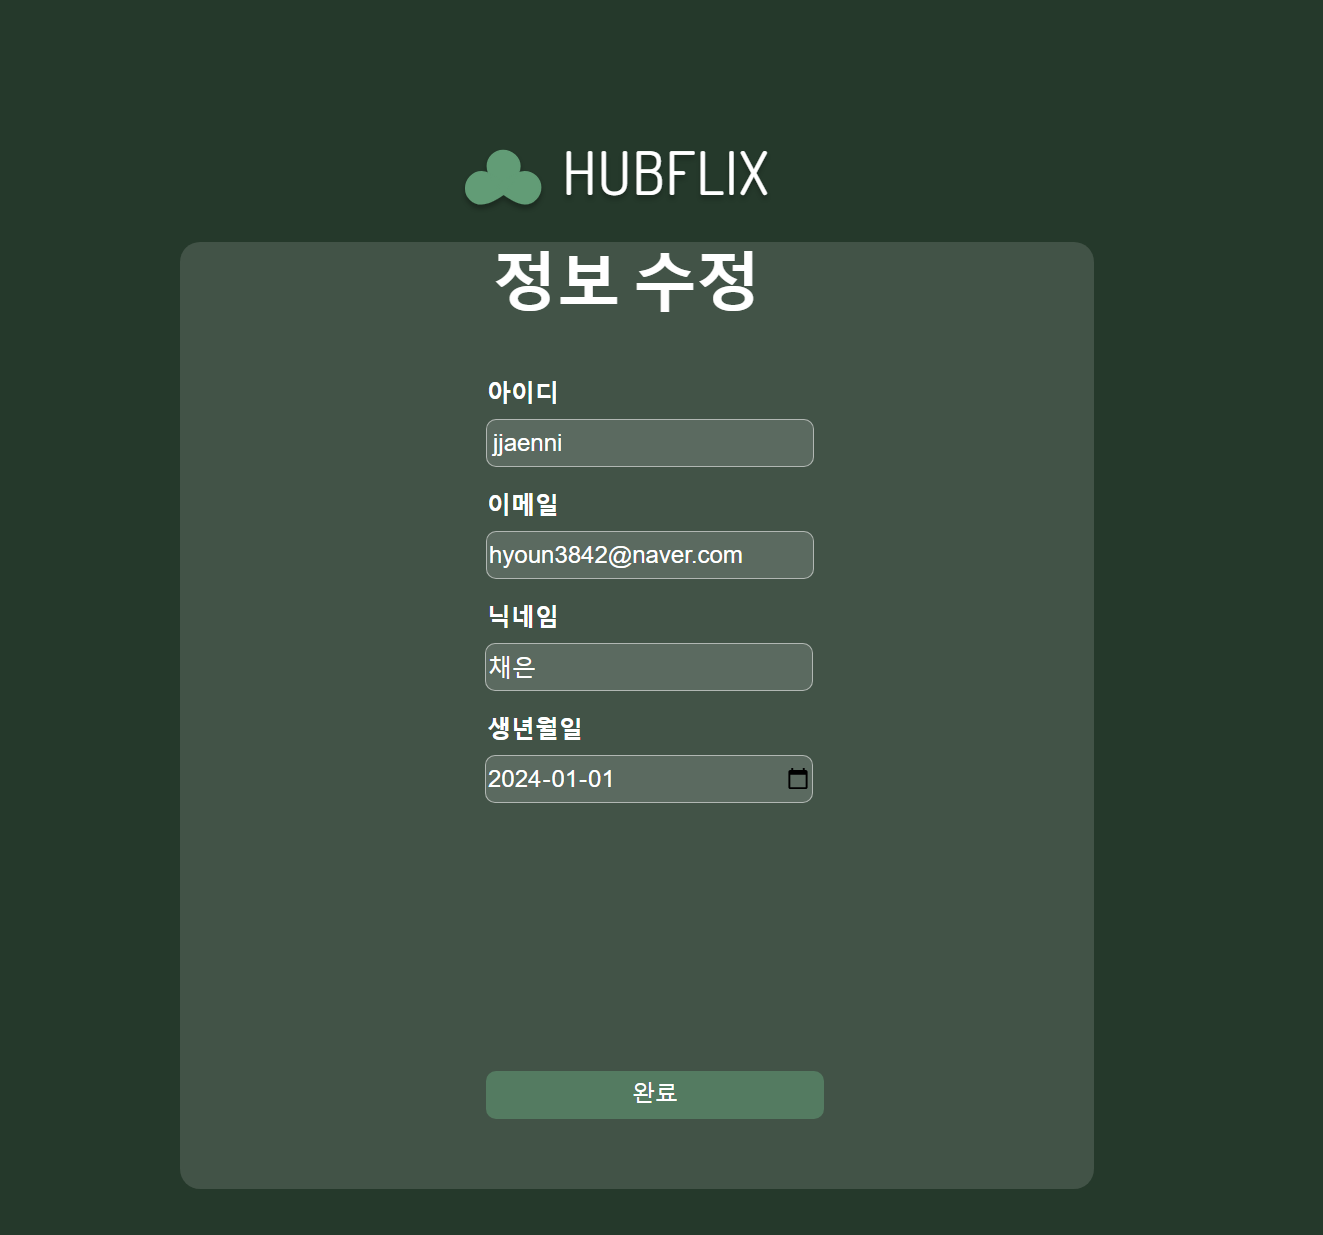 HUBFLIX
정보 수정
아이디
jjaenni
이메일
hyoun3842@naver.com
닉네임
채은
생년월일
2024-01-01
완료